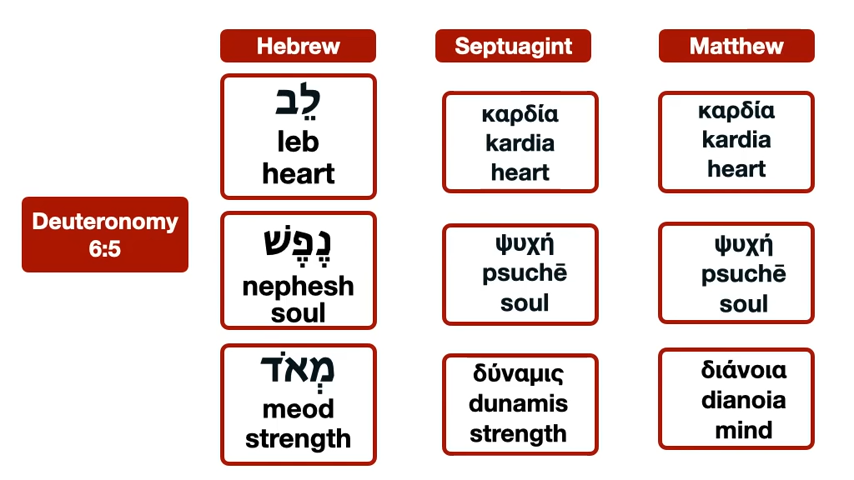 Hebrew
Septuagint
Matthew
Deuteronomy
6:5
לֵב
leb
heart
καρδία
kardia
heart
καρδία
kardia
heart
נֶפֶשׁ
nephesh
soul
ψυχή
psuchē
soul
ψυχή
psuchē
soul
מְאֹד
meod
strength
δύναμις
dunamis
strength
διάνοια
dianoia
mind